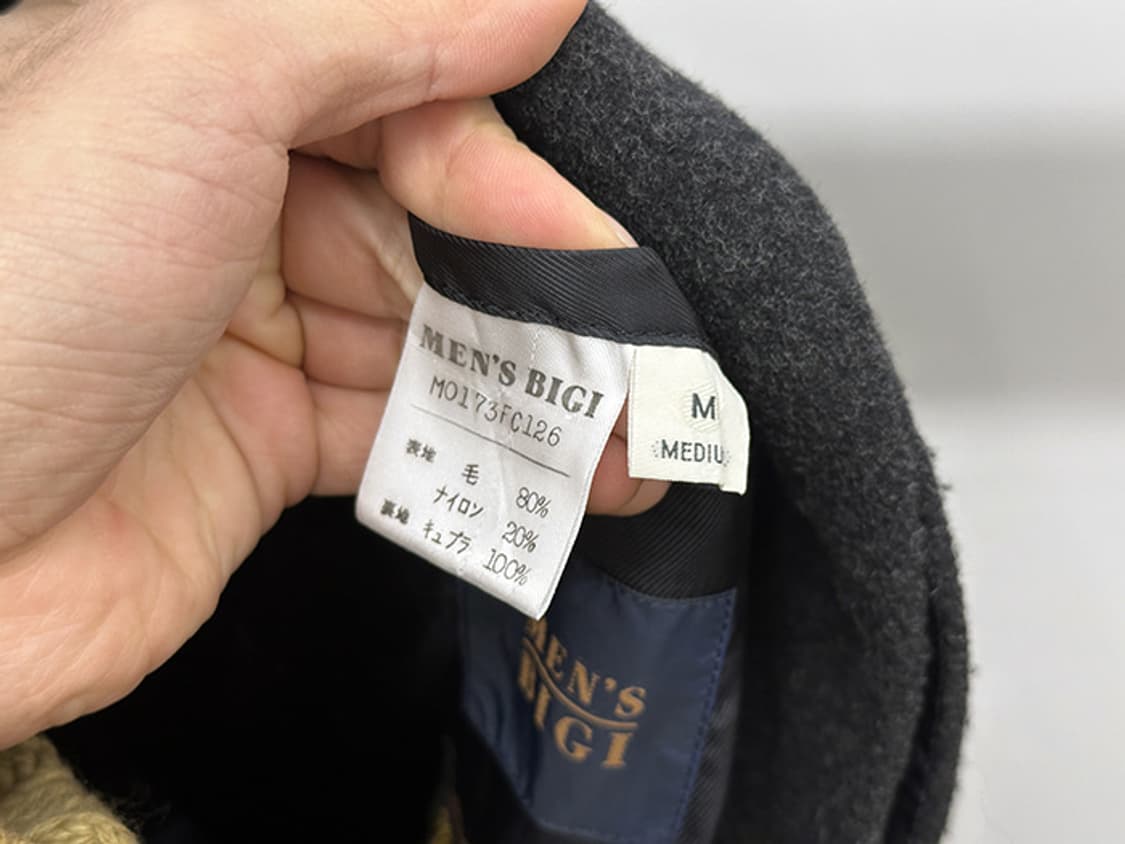 MEN'S BIGI
M0173FC126
表地 毛 80%
ナイロン 20%
裏地 キュプラ 100%
M
MEDIU
MEN'S
BIGI